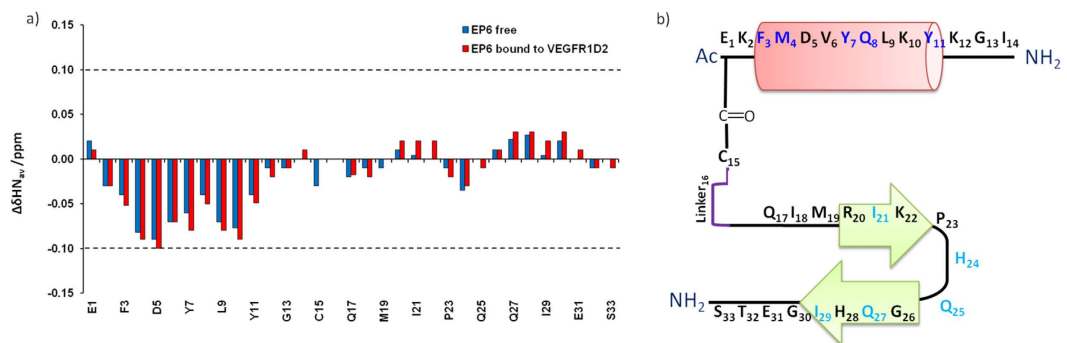 a)
EP6 free
EP6 bound to VEGFR1D2
ΔδHNav /ppm
0.15
0.10
0.05
0.00
-0.05
-0.10
-0.15
E1 F3 D5 Y7 L9 Y11 G13 C15 Q17 M19 I21 P23 Q25 Q27 I29 E31 S33
b)
E1 K2 F3 M4 D5 V6 Y7 Q8 L9 K10 Y11 K12 G13 I14
Ac
NH2
C=O
C15
Linker16
Q17 I18 M19 R20 I21 K22 P23
H24
NH2
Q25
S33 T32 E31 G30 I29 H28 Q27 G26